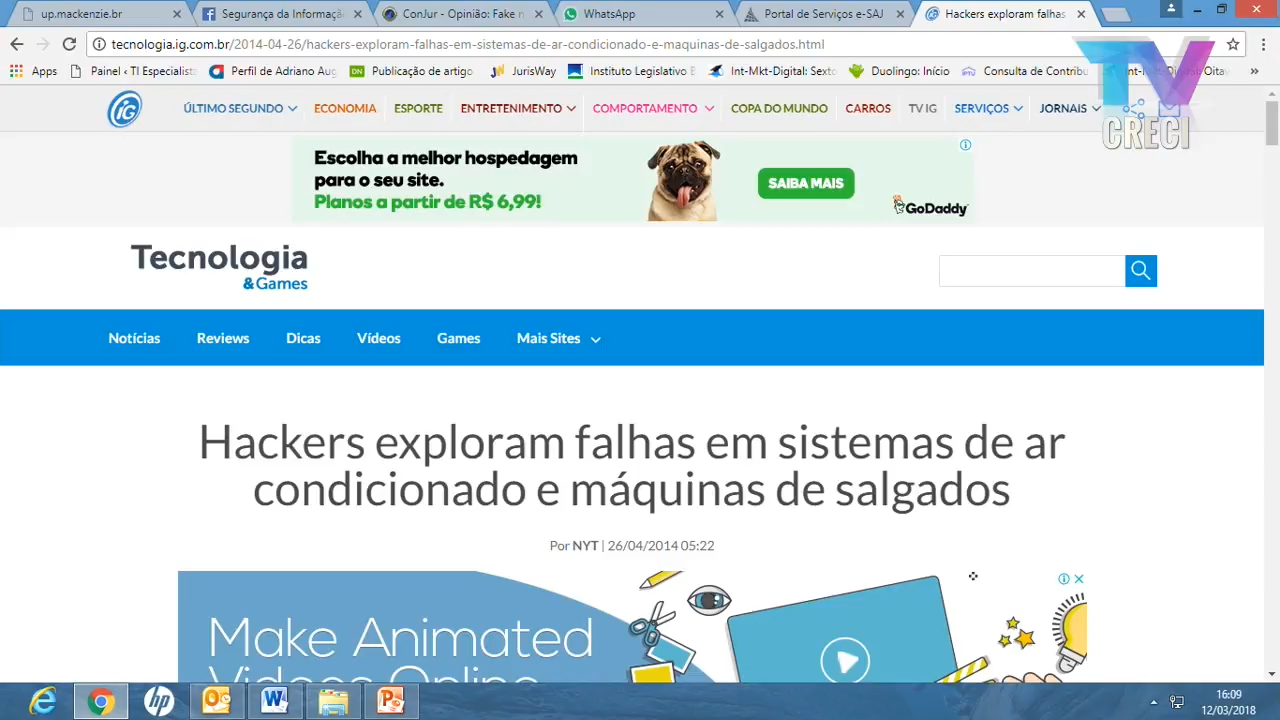 up.mackenzie.br
Segurança da Informaçã
ConJur - Opinião: Fake n
WhatsApp
Portal de Serviços e-SAJ
Hackers exploram falhas
tecnologia.ig.com.br/2014-04-26/hackers-exploram-falhas-em-sistemas-de-ar-condicionado-e-maquinas-de-salgados.html
Apps
Painel ‹ TI Especialista
Perfil de Adriano Aug
Publicação de artigo
JurisWay
Instituto Legislativo B
Int-Mkt-Digital: Sexto
Duolingo: Início
Consulta de Contribu
»
TV
CRECI
iG
ÚLTIMO SEGUNDO
ECONOMIA
ESPORTE
ENTRETENIMENTO
COMPORTAMENTO
COPA DO MUNDO
CARROS
TV IG
SERVIÇOS
JORNAIS
Escolha a melhor hospedagem
para o seu site.
Planos a partir de R$ 6,99!
SAIBA MAIS
GoDaddy
Tecnologia
&Games
Notícias
Reviews
Dicas
Vídeos
Games
Mais Sites
Hackers exploram falhas em sistemas de ar
condicionado e máquinas de salgados
Por NYT | 26/04/2014 05:22
Make Animated
Videos Online
16:09
12/03/2018